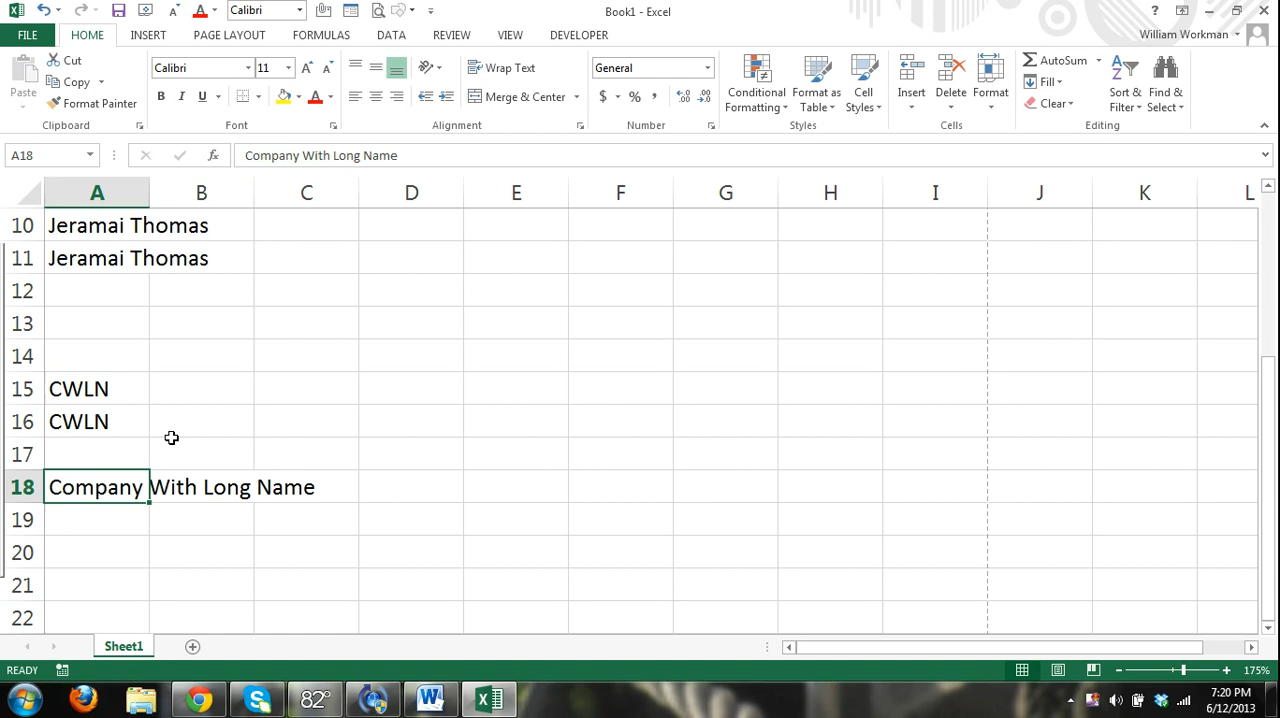 Calibri
Book1 - Excel
?
FILE
HOME
INSERT
PAGE LAYOUT
FORMULAS
DATA
REVIEW
VIEW
DEVELOPER
William Workman
Paste
Cut
Copy
Format Painter
Clipboard
Calibri
11
B I U
Font
Wrap Text
Merge & Center
Alignment
General
$ % ,
Number
Conditional
Formatting
Format as
Table
Cell
Styles
Styles
Insert
Delete
Format
Cells
AutoSum
Fill
Clear
Sort &
Filter
Find &
Select
Editing
A18
fx
Company With Long Name
A B C D E F G H I J K L
10 Jeramai Thomas
11 Jeramai Thomas
12
13
14
15 CWLN
16 CWLN
17
18 Company With Long Name
19
20
21
22
Sheet1
READY
175%
82°
7:20 PM
6/12/2013